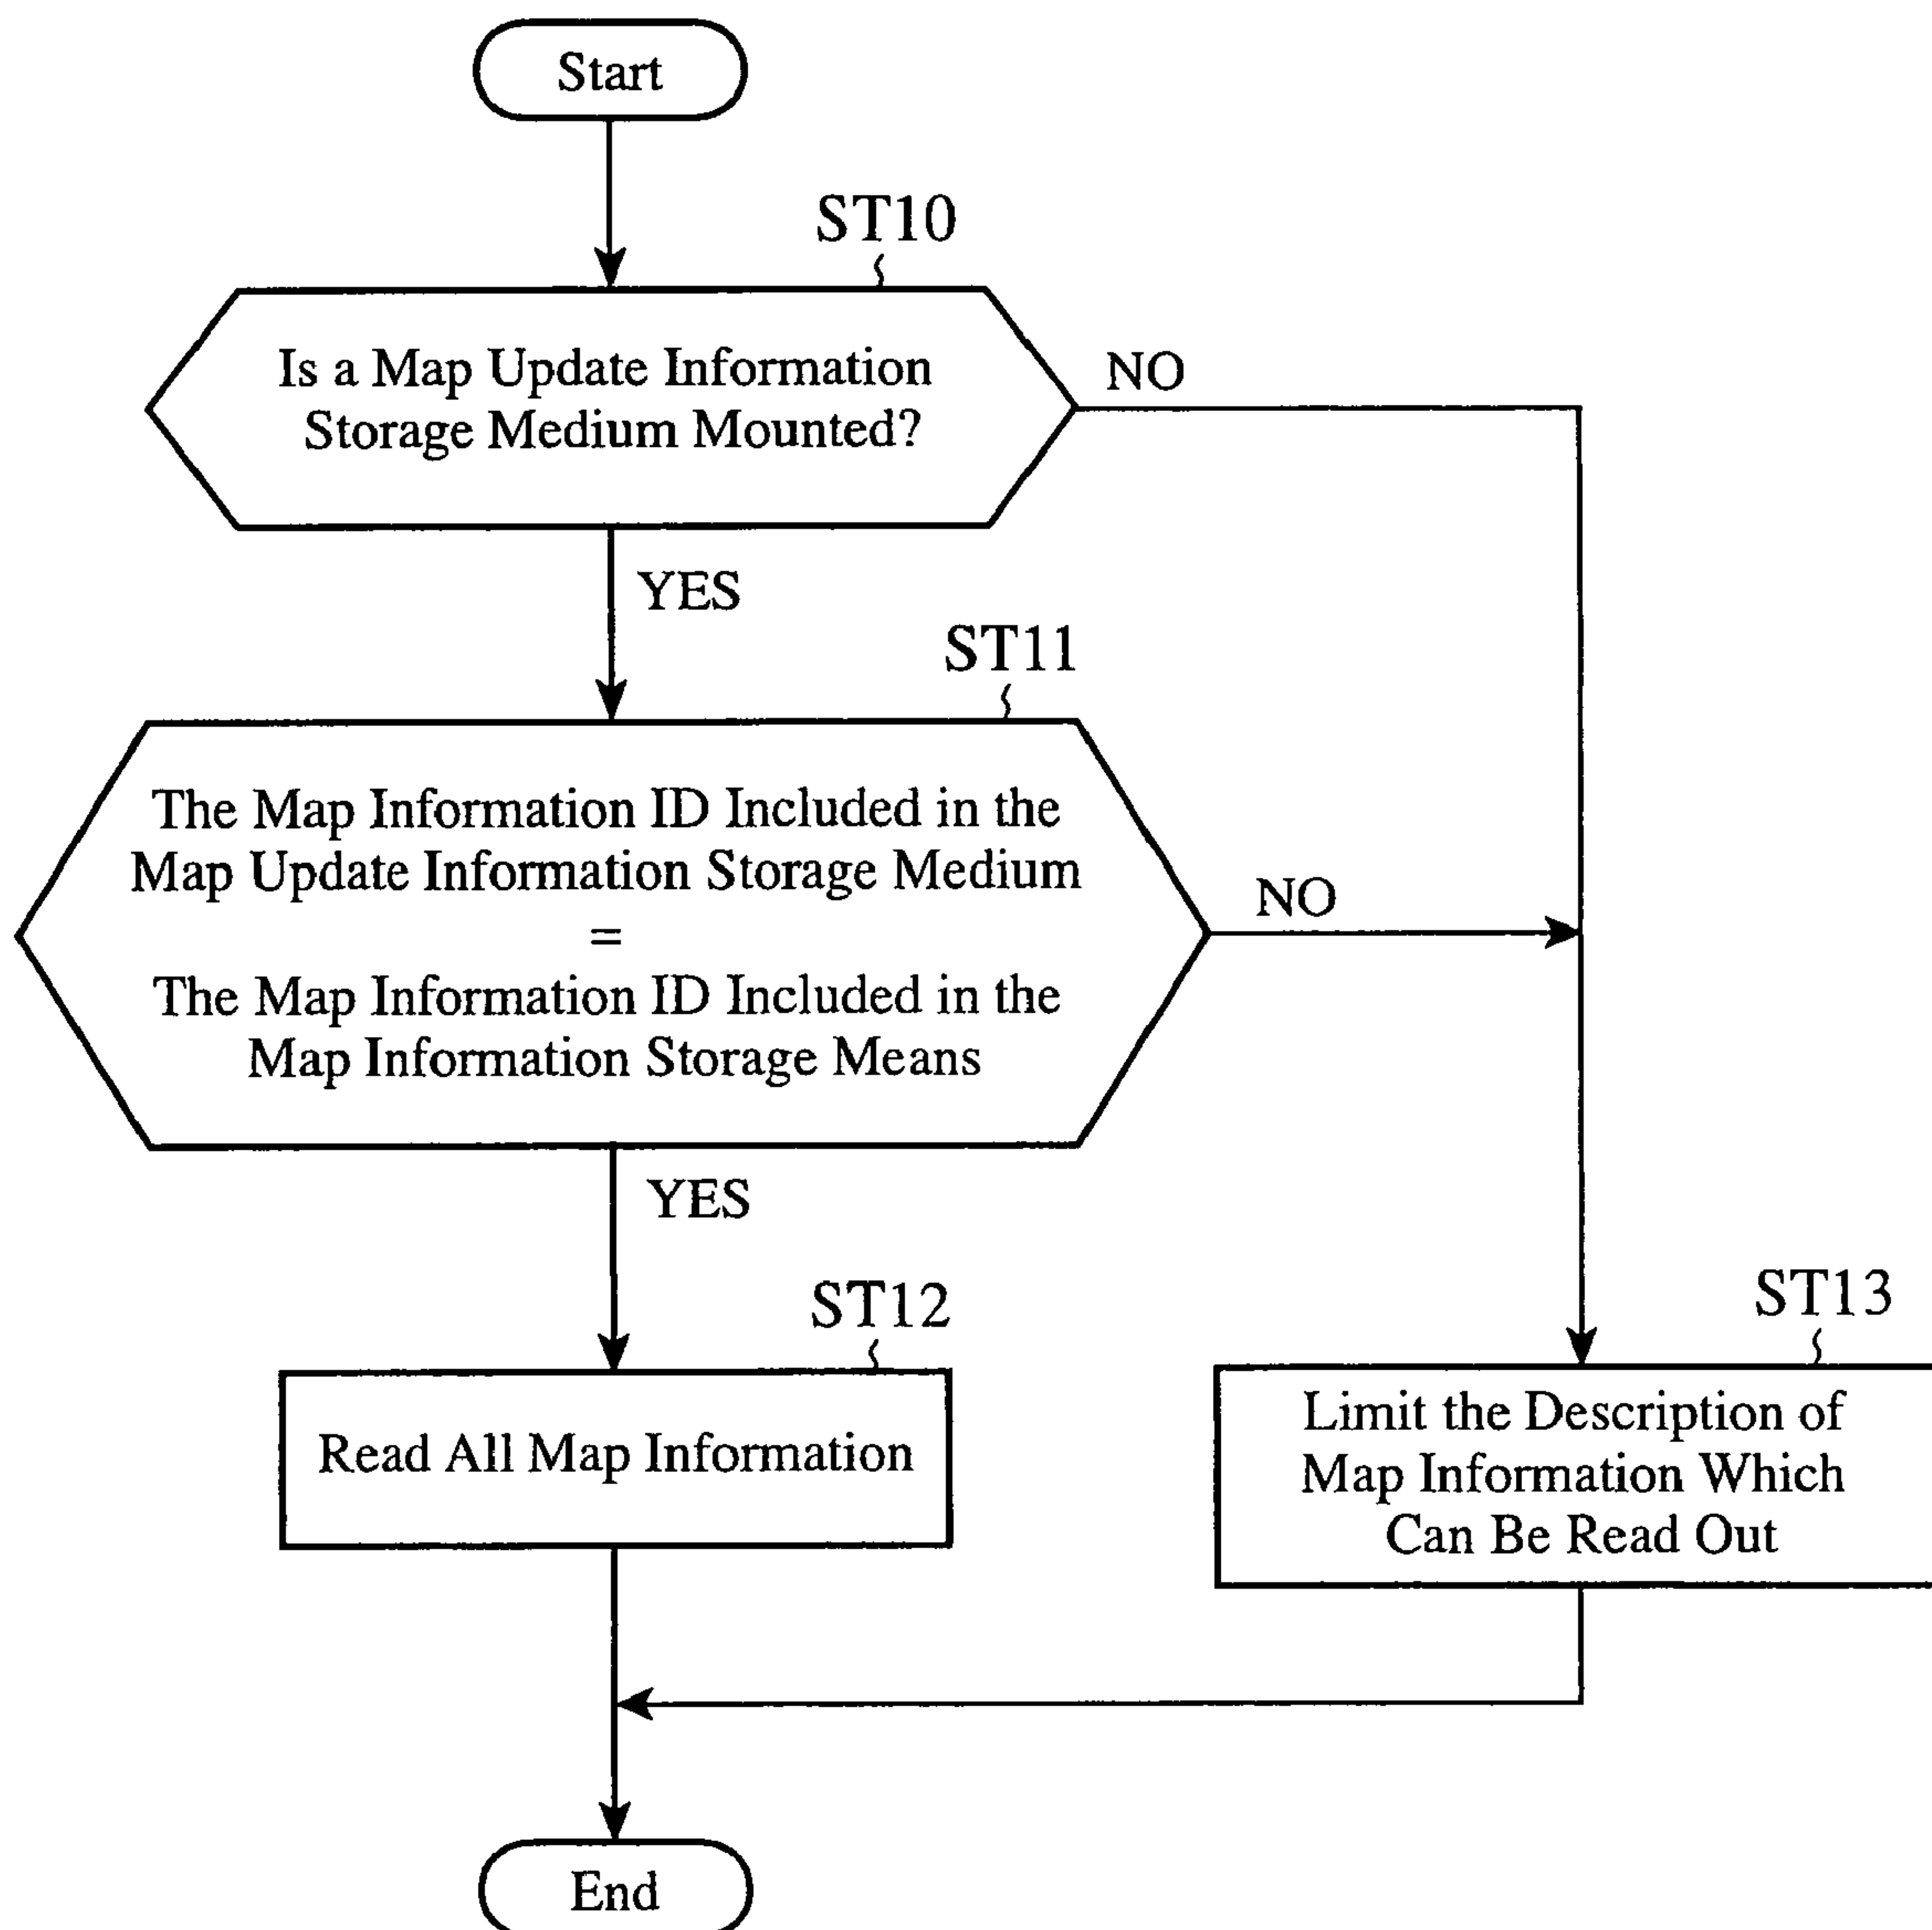 Start
ST10
Is a Map Update Information
Storage Medium Mounted?
NO
YES
ST11
The Map Information ID Included in the
Map Update Information Storage Medium
=
The Map Information ID Included in the
Map Information Storage Means
NO
YES
ST12
Read All Map Information
ST13
Limit the Description of
Map Information Which
Can Be Read Out
End